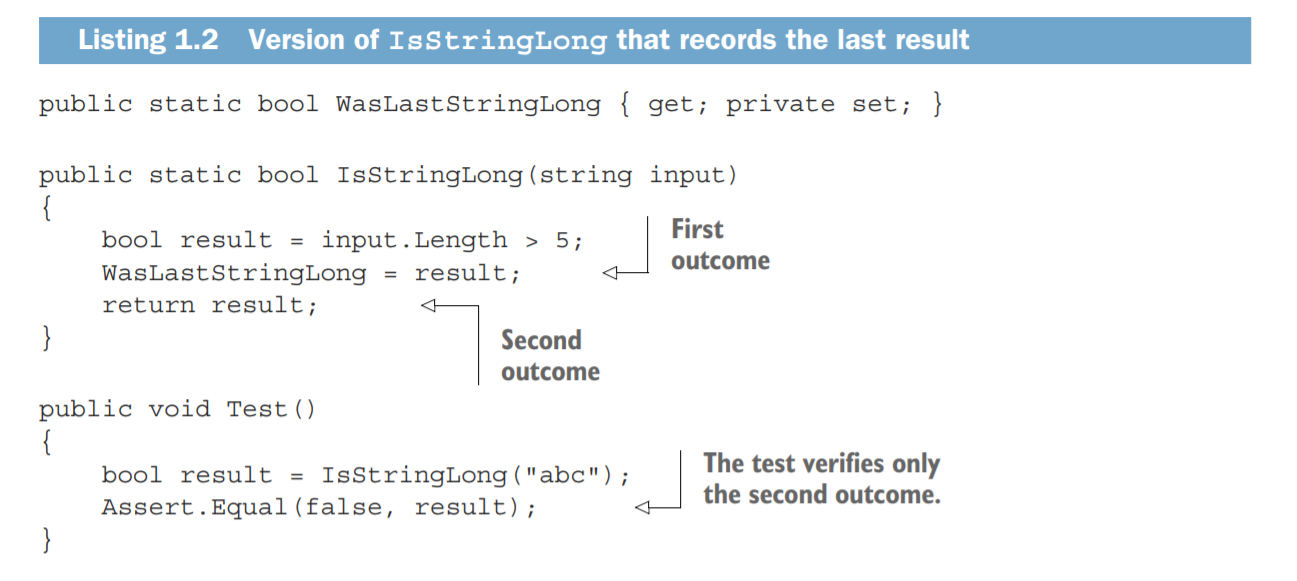 Listing 1.2 Version of IsStringLong that records the last result
public static bool WasLastStringLong { get; private set; }
public static bool IsStringLong(string input)
{
bool result = input.Length > 5;
WasLastStringLong = result;
return result;
}
First
outcome
Second
outcome
public void Test()
{
bool result = IsStringLong("abc");
Assert.Equal(false, result);
}
The test verifies only
the second outcome.